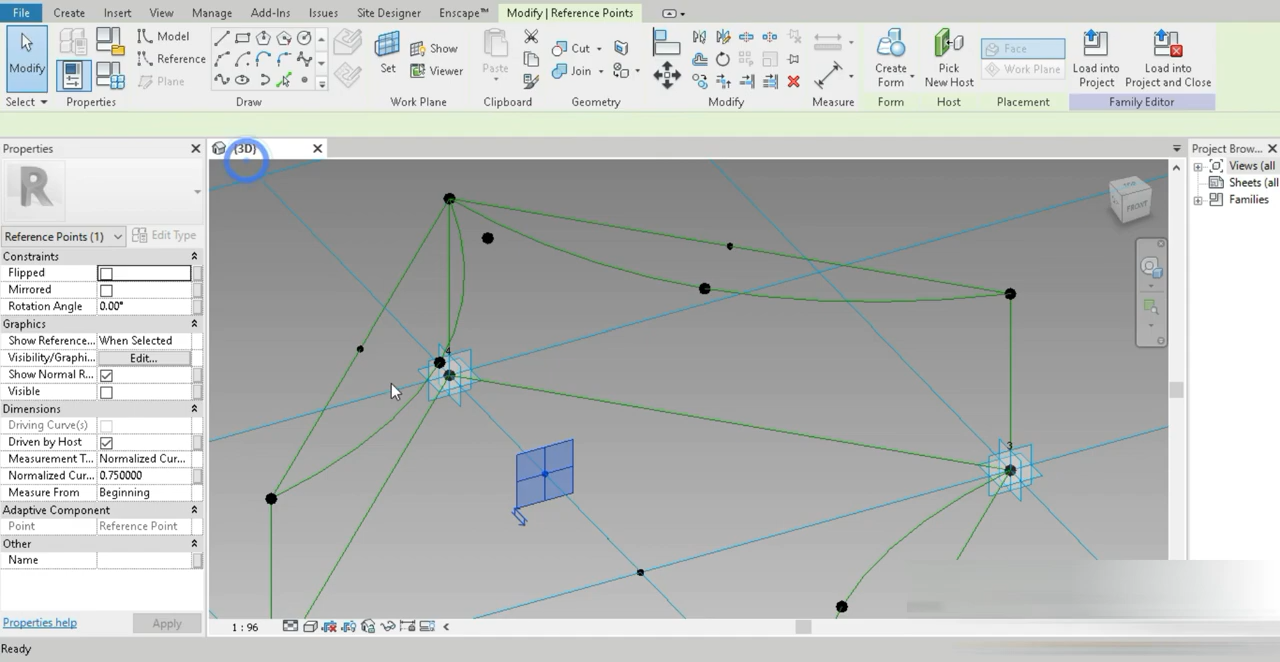 File Create Insert View Manage Add-Ins Issues Site Designer Enscape™ Modify | Reference Points
Modify
Select
Properties
Model
Reference
Plane
Draw
Set
Show
Viewer
Work Plane
Paste
Clipboard
Cut
Join
Geometry
Modify
Measure
Create
Form
Form
Pick
New Host
Host
Face
Work Plane
Placement
Load into
Project
Load into
Project and Close
Family Editor
Properties
{3D}
Project Brow...
R
Views (all
Sheets (all
Families
Reference Points (1) Edit Type
Constraints
Flipped
Mirrored
Rotation Angle 0.00°
Graphics
Show Reference... When Selected
Visibility/Graphi... Edit...
Show Normal R...
Visible
Dimensions
Driving Curve(s)
Driven by Host
Measurement T... Normalized Cur...
Normalized Cur... 0.750000
Measure From Beginning
Adaptive Component
Point Reference Point
Other
Name
Properties help Apply
FRONT
4
3
1 : 96
Ready